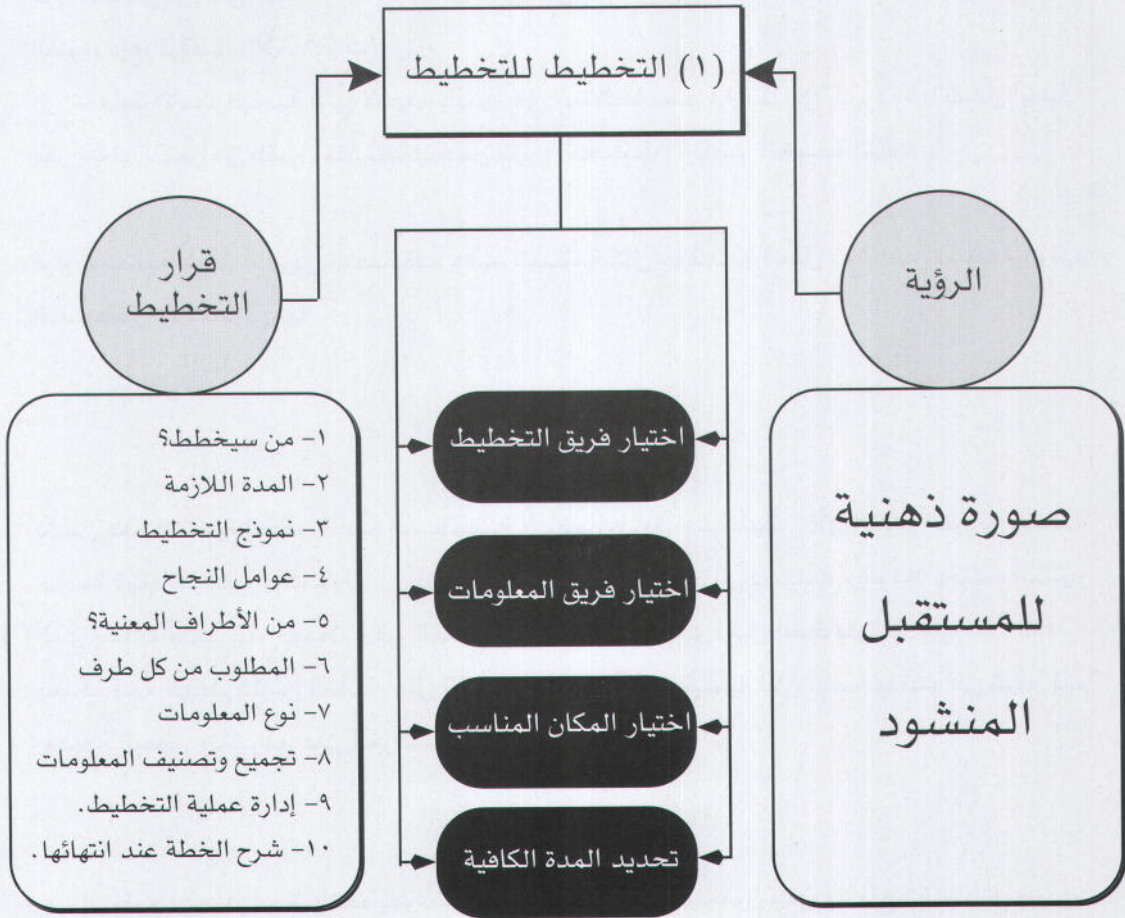 (١) التخطيط للتخطيط
الرؤية
صورة ذهنية
للمستقبل
المنشود
اختيار فريق التخطيط
اختيار فريق المعلومات
اختيار المكان المناسب
تحديد المدة الكافية
قرار
التخطيط
١- من سيخطط؟
٢- المدة اللازمة
٣- نموذج التخطيط
٤- عوامل النجاح
٥- من الأطراف المعنية؟
٦- المطلوب من كل طرف
٧- نوع المعلومات
٨- تجميع وتصنيف المعلومات
٩- إدارة عملية التخطيط.
١٠- شرح الخطة عند انتهائها.